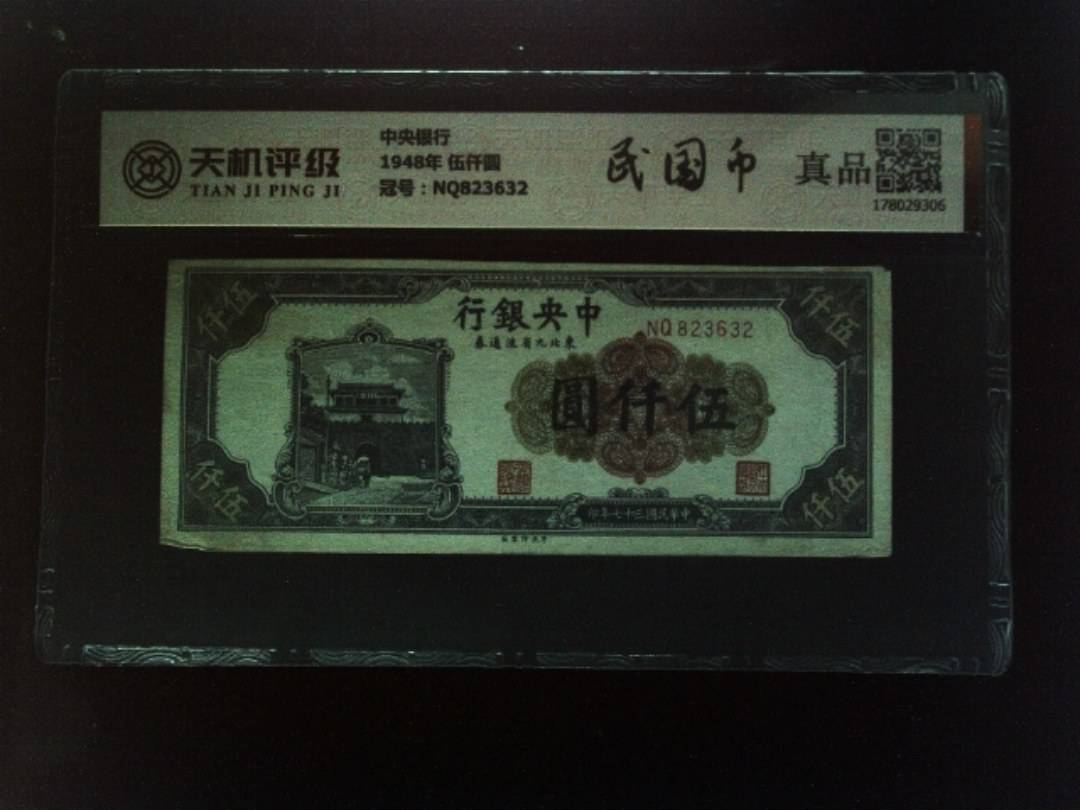 天机评级
TIAN JI PING JI
中央银行
1948年 伍仟圓
冠号：NQ823632
民国币
真品
178029306
仟伍
仟伍
行銀央中
券通流省九北東
NQ 823632
圓仟伍
仟伍
仟伍
印年七十三國民華中